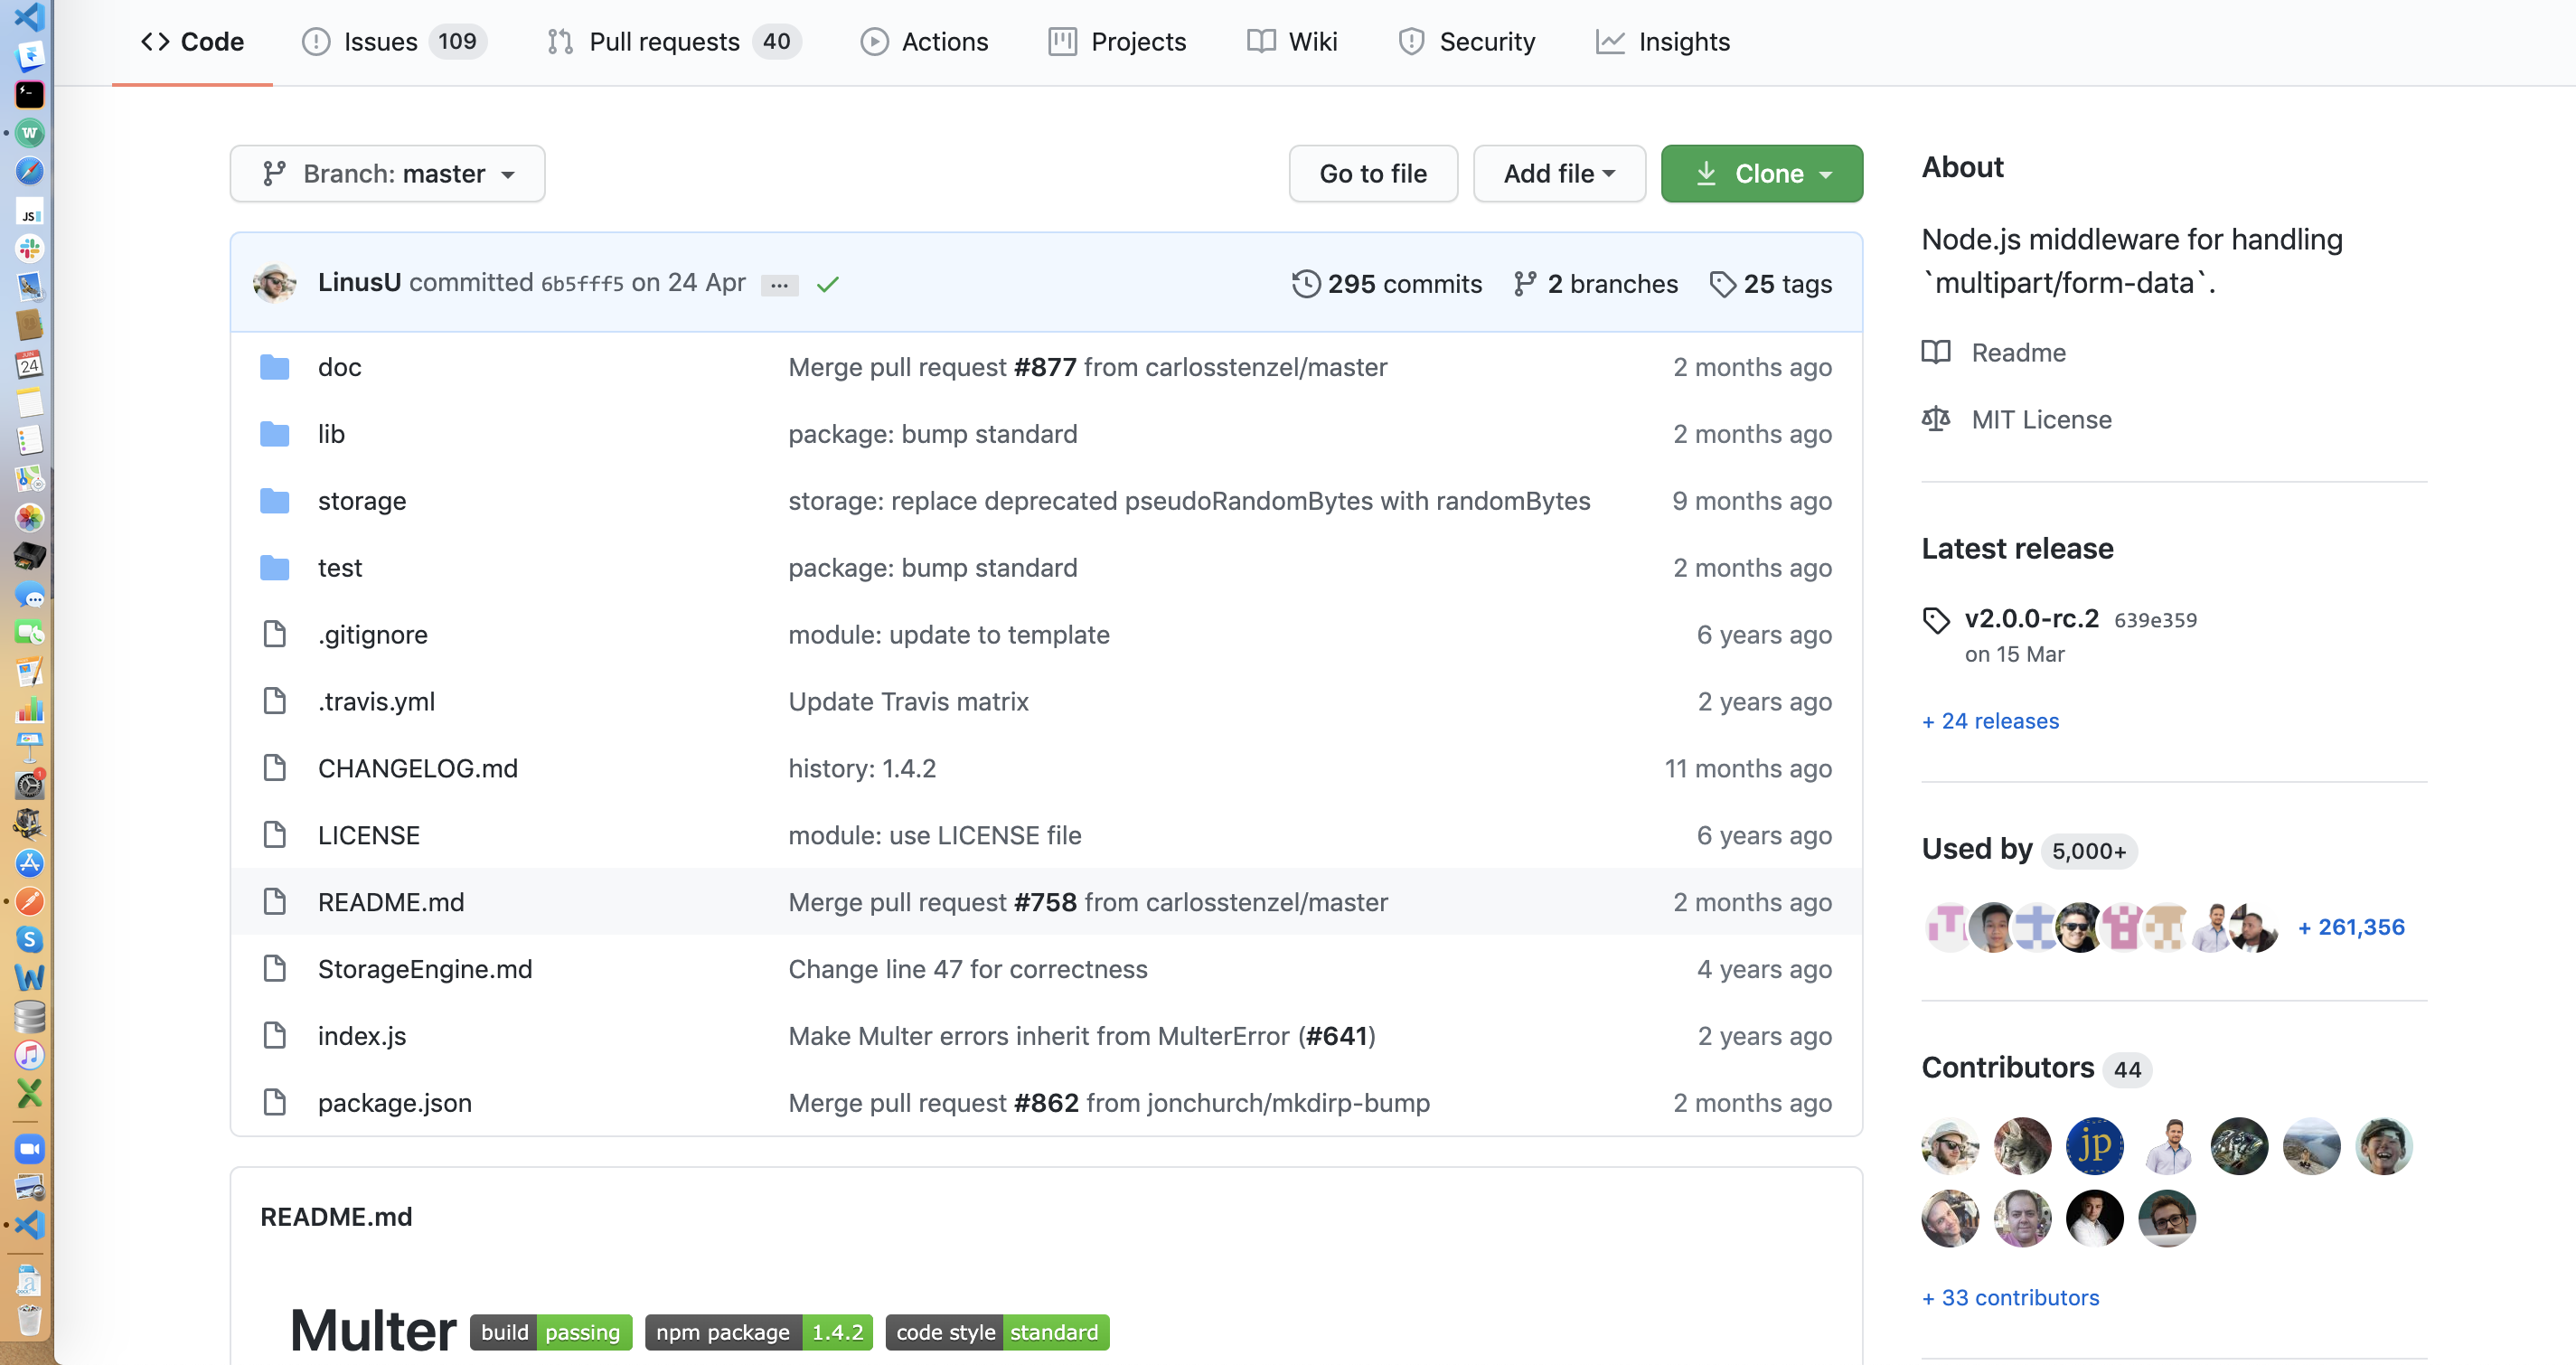 Code
Issues 109
Pull requests 40
Actions
Projects
Wiki
Security
Insights
Branch: master
Go to file
Add file
Clone
LinusU committed 6b5fff5 on 24 Apr ...
295 commits
2 branches
25 tags
doc Merge pull request #877 from carlosstenzel/master 2 months ago
lib package: bump standard 2 months ago
storage storage: replace deprecated pseudoRandomBytes with randomBytes 9 months ago
test package: bump standard 2 months ago
.gitignore module: update to template 6 years ago
.travis.yml Update Travis matrix 2 years ago
CHANGELOG.md history: 1.4.2 11 months ago
LICENSE module: use LICENSE file 6 years ago
README.md Merge pull request #758 from carlosstenzel/master 2 months ago
StorageEngine.md Change line 47 for correctness 4 years ago
index.js Make Multer errors inherit from MulterError (#641) 2 years ago
package.json Merge pull request #862 from jonchurch/mkdirp-bump 2 months ago
README.md
Multer build passing npm package 1.4.2 code style standard
About
Node.js middleware for handling
`multipart/form-data`.
Readme
MIT License
Latest release
v2.0.0-rc.2 639e359
on 15 Mar
+ 24 releases
Used by 5,000+
+ 261,356
Contributors 44
jp
+ 33 contributors
W
JS
JUN
24
1
S
W
X
DOCX